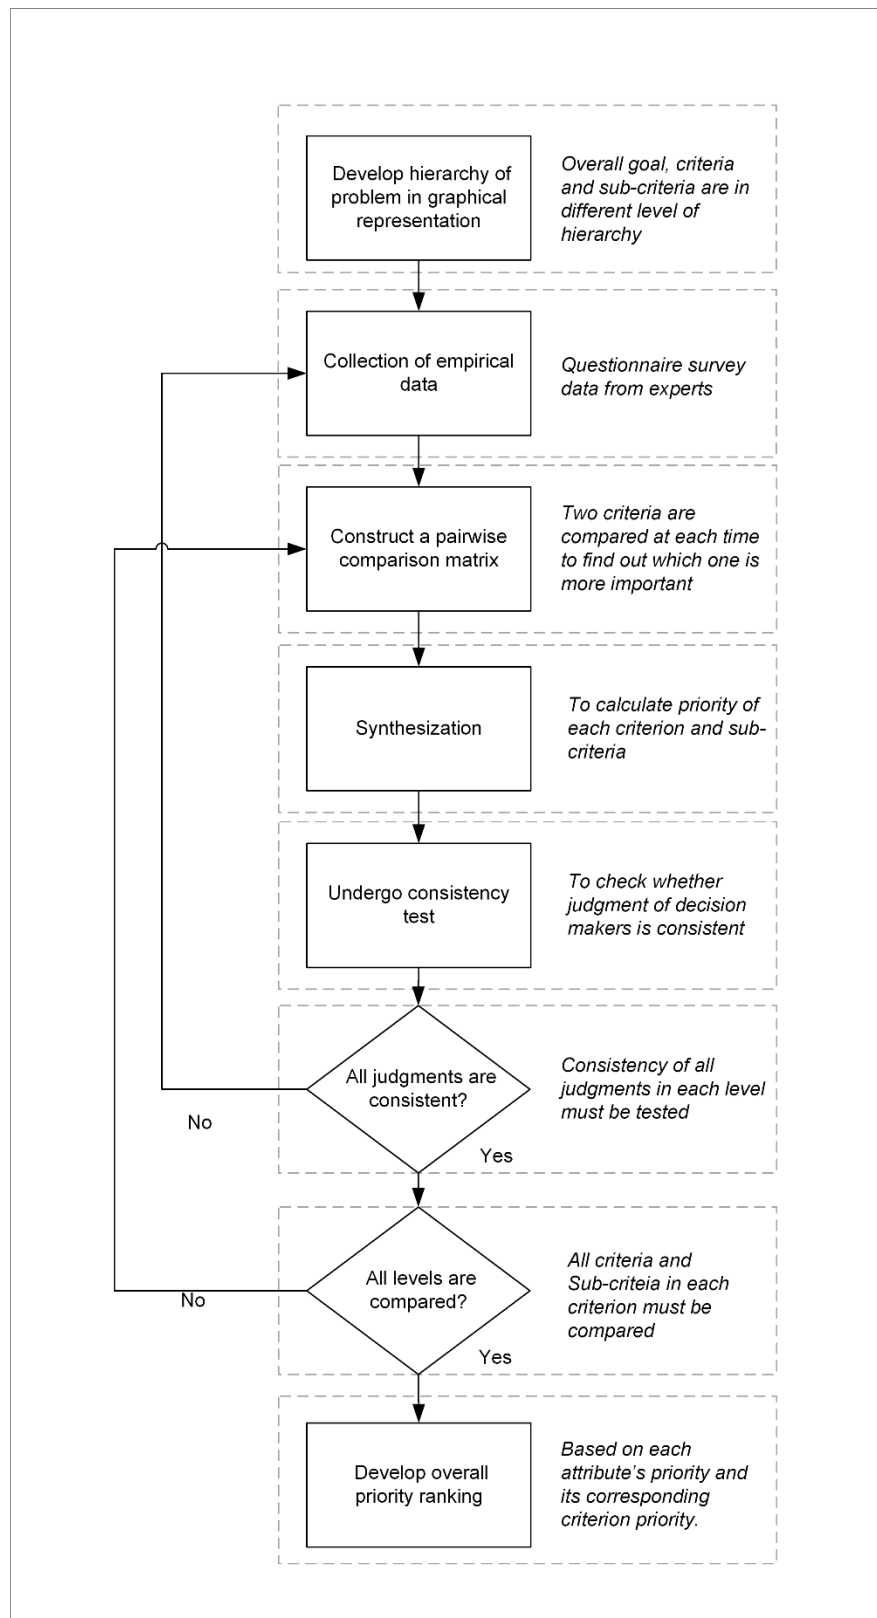 Develop hierarchy of
problem in graphical
representation
Overall goal, criteria
and sub-criteria are in
different level of
hierarchy
Collection of empirical
data
Questionnaire survey
data from experts
Construct a pairwise
comparison matrix
Two criteria are
compared at each time
to find out which one is
more important
Synthesization
To calculate priority of
each criterion and sub-
criteria
Undergo consistency
test
To check whether
judgment of decision
makers is consistent
All judgments are
consistent?
Consistency of all
judgments in each level
must be tested
No
Yes
All levels are
compared?
All criteria and
Sub-criteia in each
criterion must be
compared
No
Yes
Develop overall
priority ranking
Based on each
attribute’s priority and
its corresponding
criterion priority.